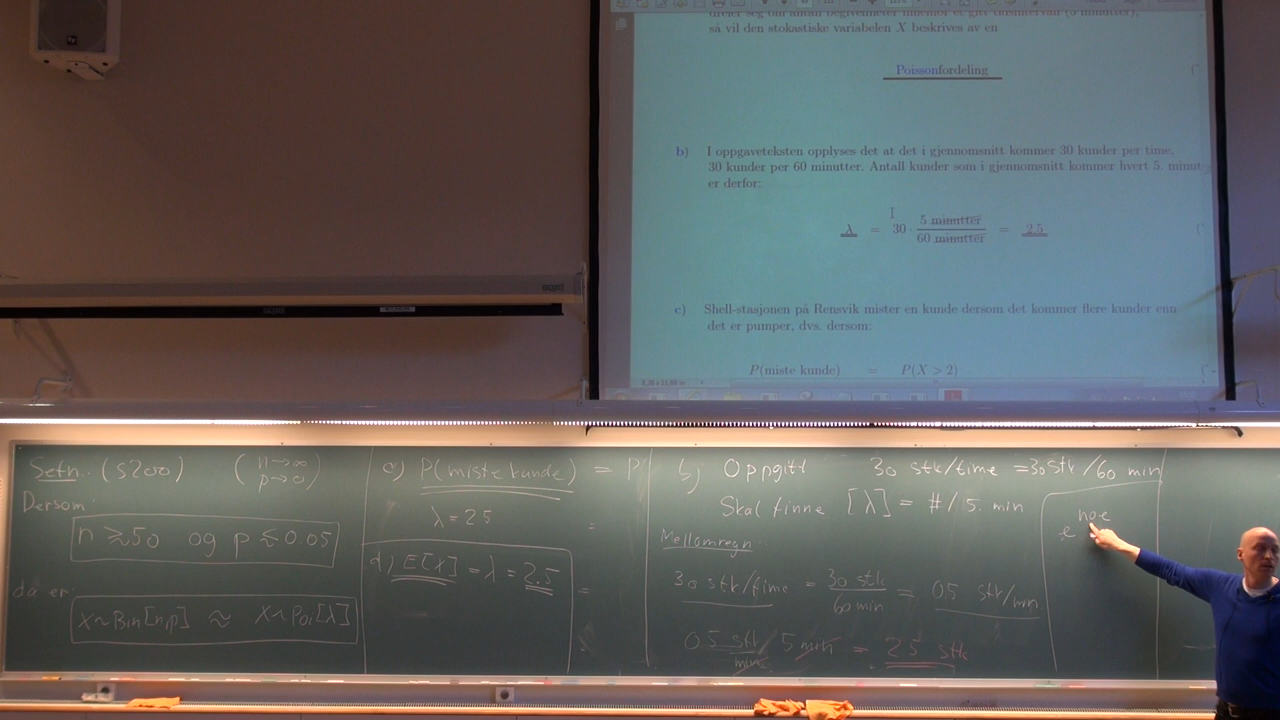 så vil den stokastiske variabelen X beskrives av en
Poissonfordeling
b) I oppgaveteksten opplyses det at det i gjennomsnitt kommer 30 kunder per time,
30 kunder per 60 minutter. Antall kunder som i gjennomsnitt kommer hvert 5. minut
er derfor:
λ = 30 · 5 minutter / 60 minutter = 2.5
c) Shell-stasjonen på Rensvik mister en kunde dersom det kommer flere kunder enn
det er pumper, dvs. dersom:
P(miste kunde) = P(X > 2)
Setn. (s200) (n→∞ p→0)
Dersom:
n ≥ 50 og p ≤ 0.05
da er:
X~Bin[n,p] ≈ X~Poi[λ]
c) P(miste kunde) = P
λ = 2.5
=
d) E[X] = λ = 2.5
=
b) Oppgitt 30 stk/time = 30 stk/60 min
Skal finne [λ] = #/5. min
Mellomregn.
30 stk/time = 30 stk / 60 min = 0.5 stk/min
0.5 stk/min · 5 min = 2.5 stk
noe
e